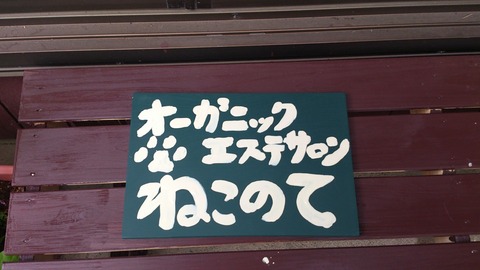 オーガニック
エステサロン
ねこのて